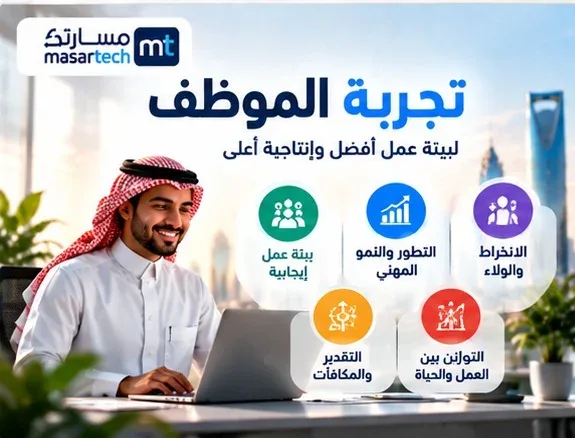 مسارتك
masartech
mt
تجربة الموظف
لبيئة عمل أفضل وإنتاجية أعلى
الانخراط
والولاء
التطور والنمو
المهني
بيئة عمل
إيجابية
التوازن بين
العمل والحياة
التقدير
والمكافآت